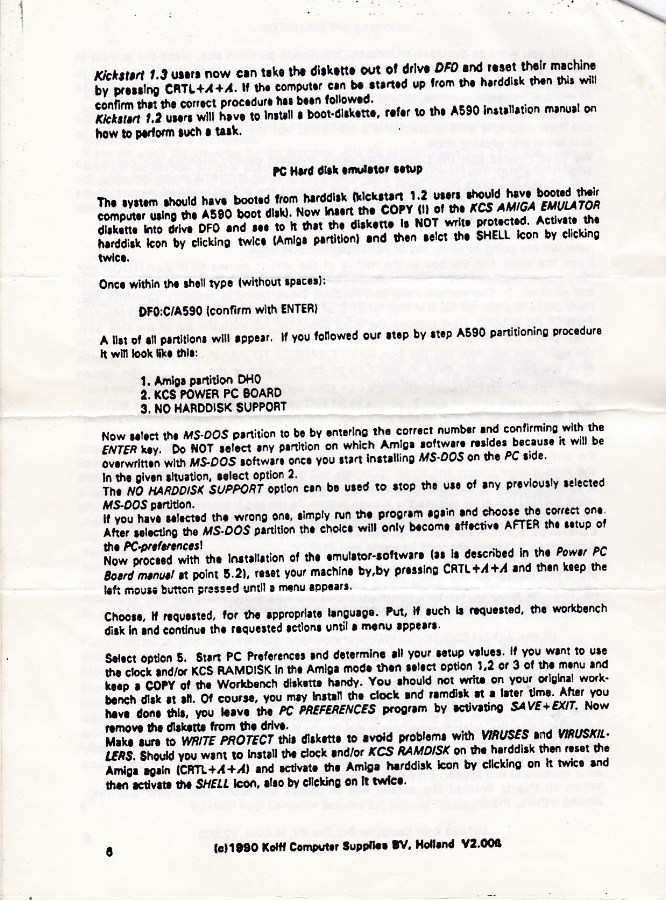 Kickstart 1.3 users now can take the diskette out of drive DF0 and reset their machine
by pressing CRTL+A+A. If the computer can be started up from the harddisk then this will
confirm that the correct procedure has been followed.
Kickstart 1.2 users will have to install a boot-diskette, refer to the A590 installation manual on
how to perform such a task.
PC Hard disk emulator setup
The system should have booted from harddisk (kickstart 1.2 users should have booted their
computer using the A590 boot disk). Now insert the COPY (!) of the KCS AMIGA EMULATOR
diskette into drive DF0 and see to it that the diskette is NOT write protected. Activate the
harddisk icon by clicking twice (Amiga partition) and then selct the SHELL icon by clicking
twice.
Once within the shell type (without spaces):
DF0:C/A590 (confirm with ENTER)
A list of all partitions will appear. If you followed our step by step A590 partitioning procedure
it will look like this:
1. Amiga partition DH0
2. KCS POWER PC BOARD
3. NO HARDDISK SUPPORT
Now select the MS-DOS partition to be by entering the correct number and confirming with the
ENTER key. Do NOT select any partition on which Amiga software resides because it will be
overwritten with MS-DOS software once you start installing MS-DOS on the PC side.
In the given situation, select option 2.
The NO HARDDISK SUPPORT option can be used to stop the use of any previously selected
MS-DOS partition.
If you have selected the wrong one, simply run the program again and choose the correct one.
After selecting the MS-DOS partition the choice will only become affective AFTER the setup of
the PC-preferences!
Now proceed with the installation of the emulator-software (as is described in the Power PC
Board manual at point 5.2), reset your machine by,by pressing CRTL+A+A and then keep the
left mouse button pressed until a menu appears.
Choose, if requested, for the appropriate language. Put, if such is requested, the workbench
disk in and continue the requested actions until a menu appears.
Select option 5. Start PC Preferences and determine all your setup values. If you want to use
the clock and/or KCS RAMDISK in the Amiga mode then select option 1,2 or 3 of the menu and
keep a COPY of the Workbench diskette handy. You should not write on your original work-
bench disk at all. Of course, you may install the clock and ramdisk at a later time. After you
have done this, you leave the PC PREFERENCES program by activating SAVE+EXIT. Now
remove the diskette from the drive.
Make sure to WRITE PROTECT this diskette to avoid problems with VIRUSES and VIRUSKIL-
LERS. Should you want to install the clock and/or KCS RAMDISK on the harddisk then reset the
Amiga again (CRTL+A+A) and activate the Amiga harddisk icon by clicking on it twice and
then activate the SHELL icon, also by clicking on it twice.
6 (c)1990 Kolff Computer Supplies BV, Holland V2.00